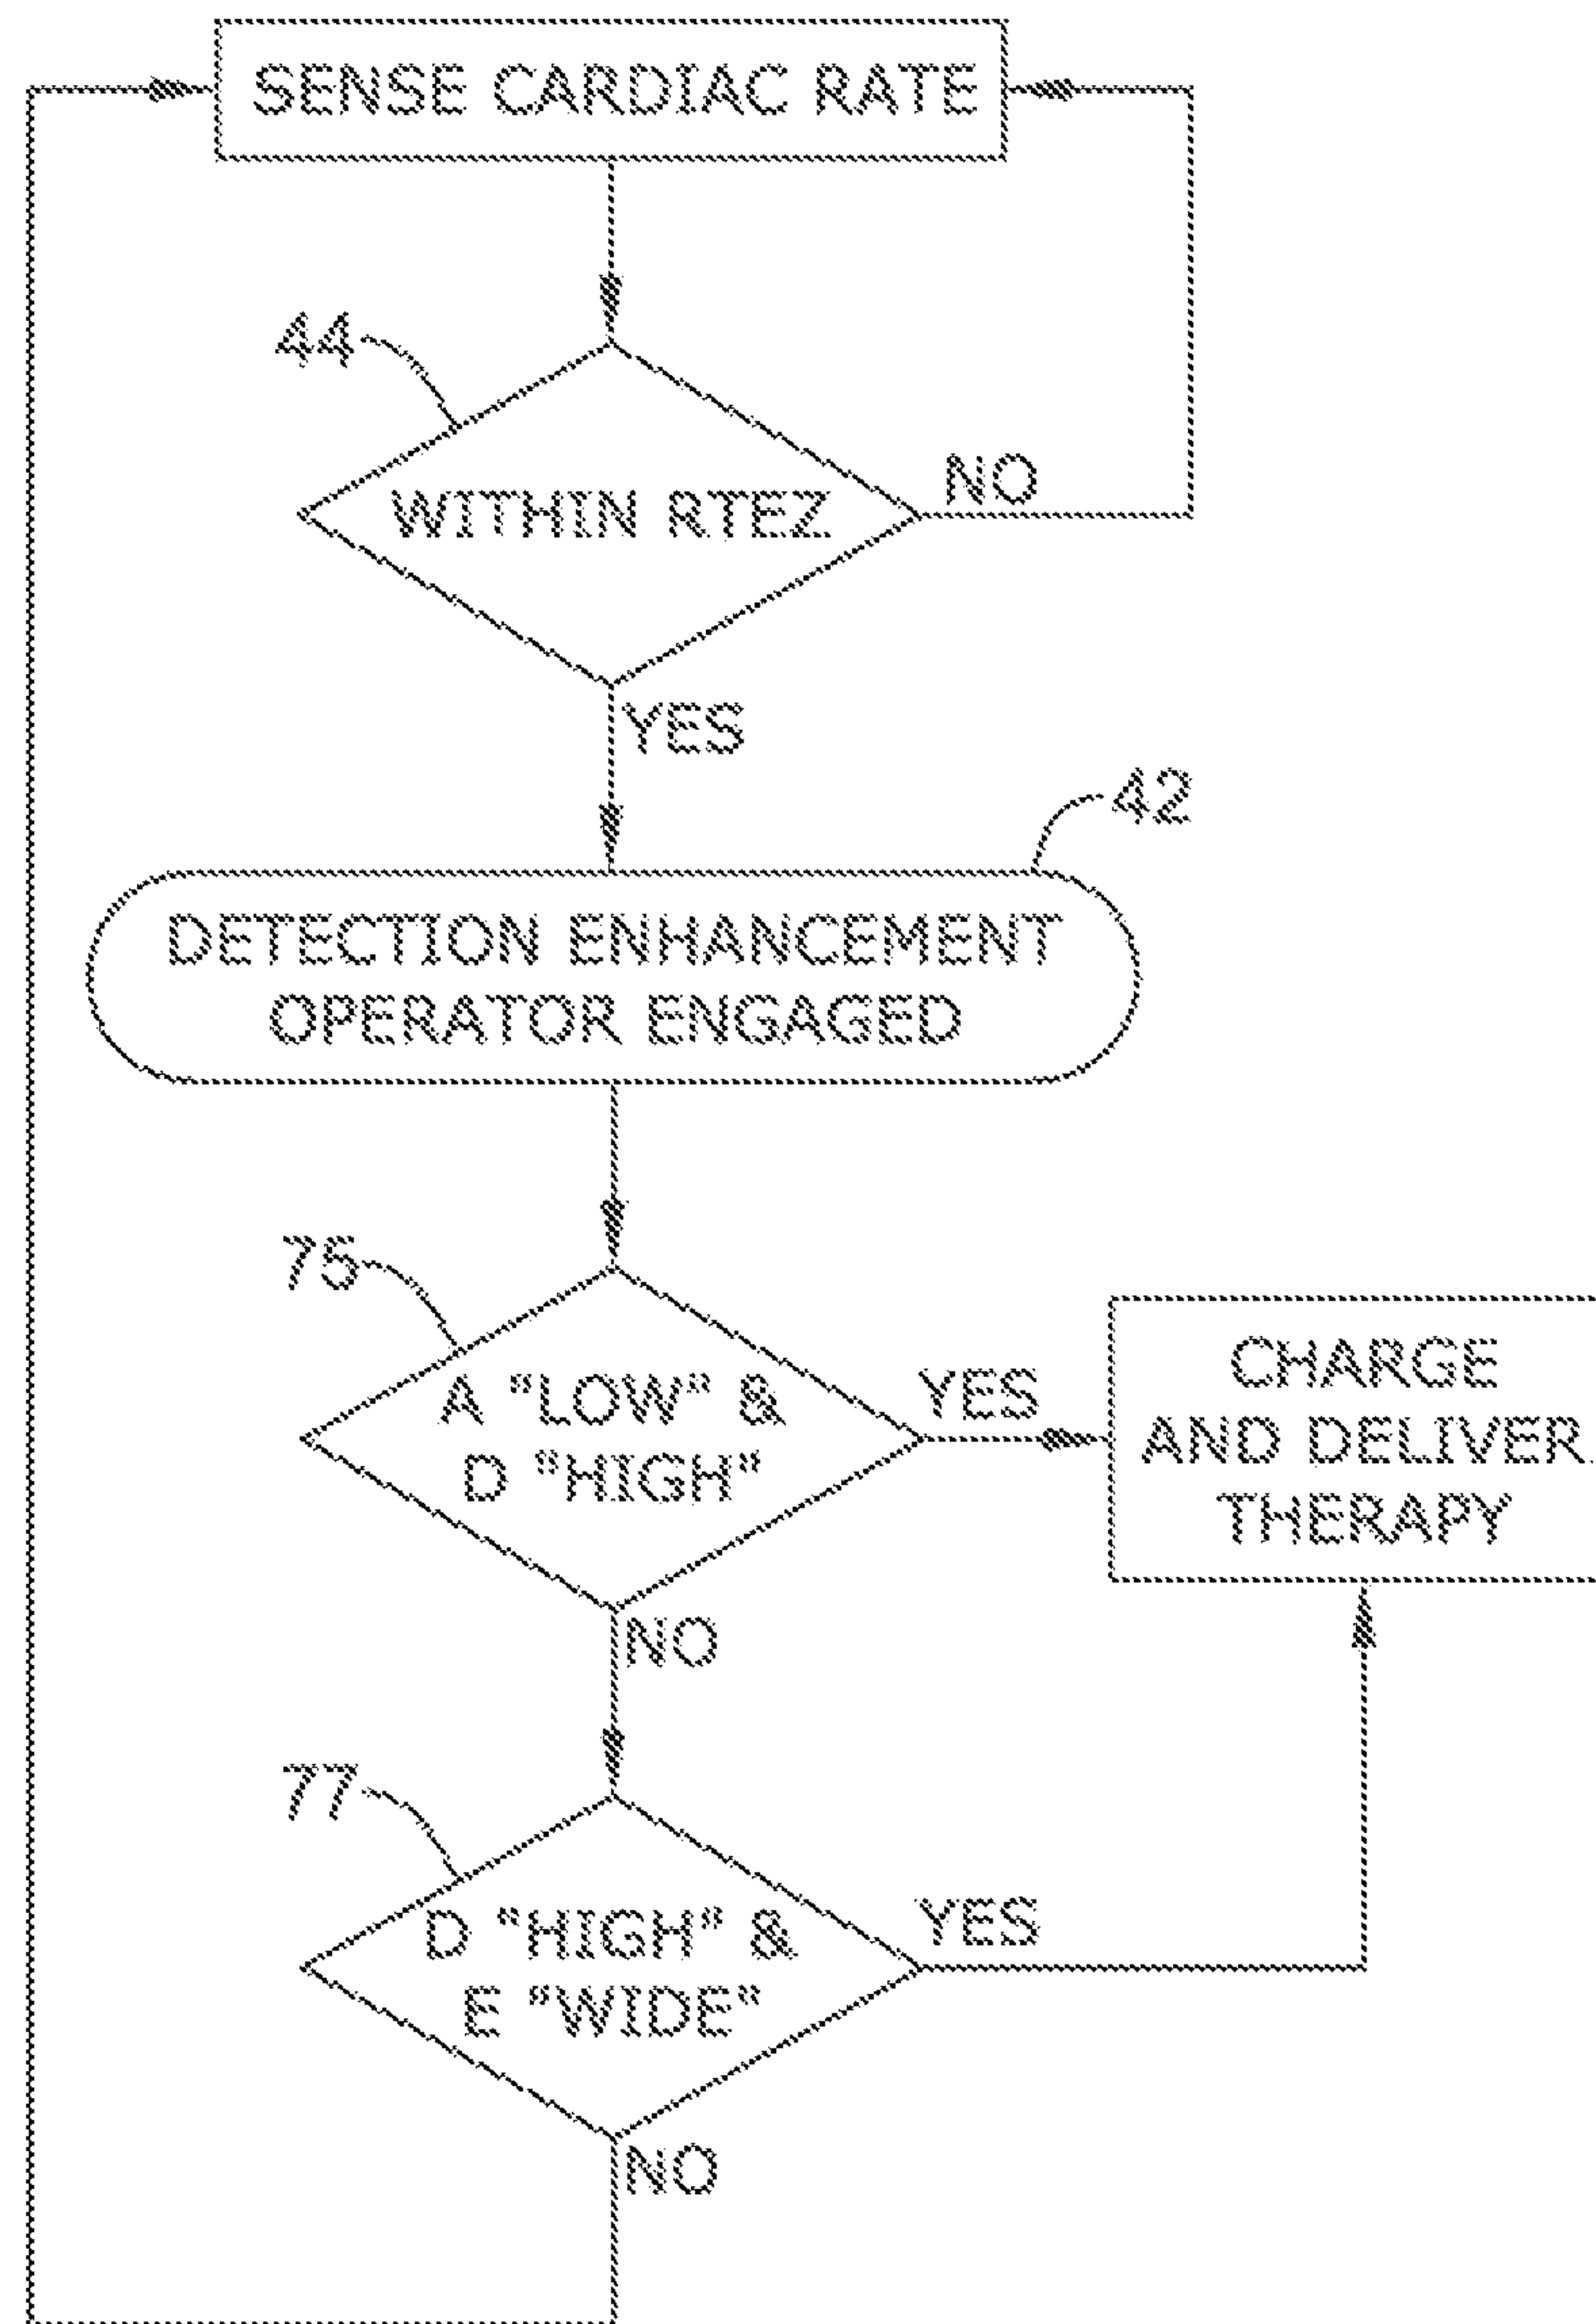 SENSE CARDIAC RATE
44
WITHIN RTEZ
NO
YES
42
DETECTION ENHANCEMENT
OPERATOR ENGAGED
75
A "LOW" &
D "HIGH"
YES
CHARGE
AND DELIVER
THERAPY
NO
77
D "HIGH" &
E "WIDE"
YES
NO